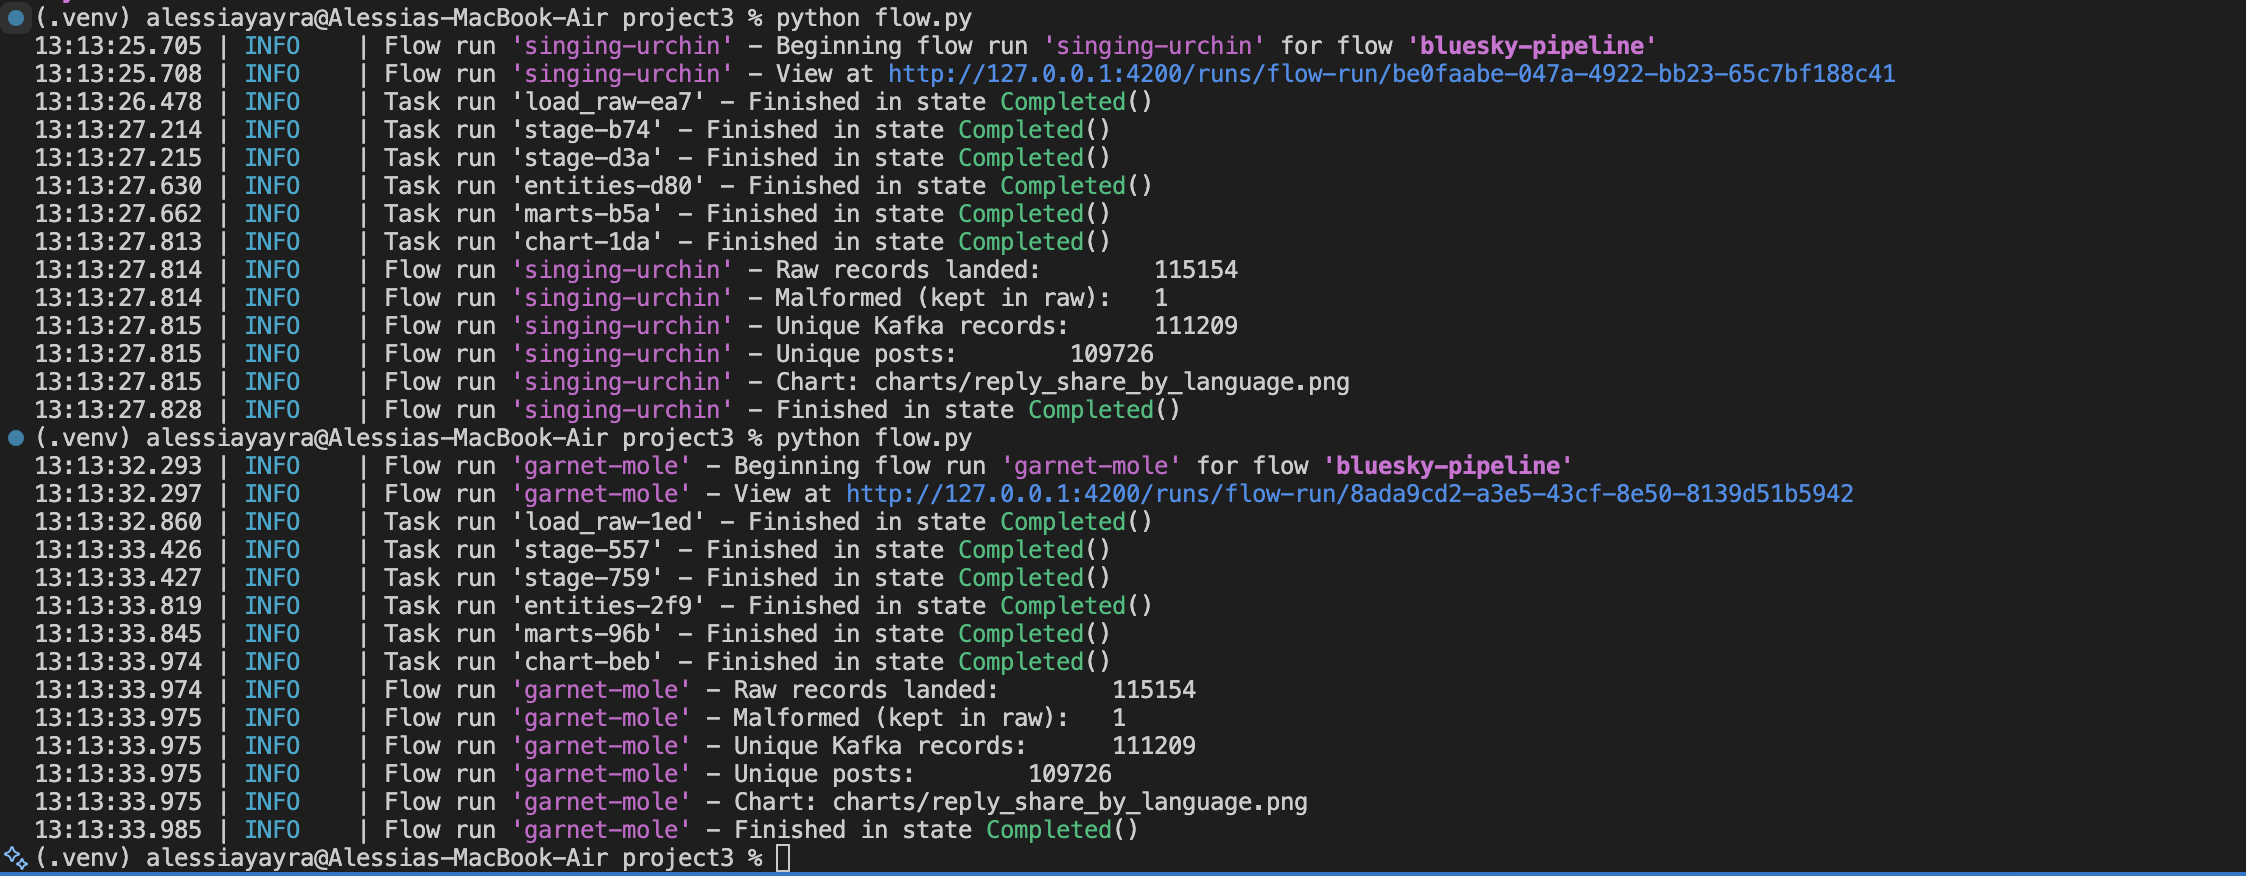 (.venv) alessiayayra@Alessias-MacBook-Air project3 % python flow.py
13:13:25.705 | INFO    | Flow run 'singing-urchin' - Beginning flow run 'singing-urchin' for flow 'bluesky-pipeline'
13:13:25.708 | INFO    | Flow run 'singing-urchin' - View at http://127.0.0.1:4200/runs/flow-run/be0faabe-047a-4922-bb23-65c7bf188c41
13:13:26.478 | INFO    | Task run 'load_raw-ea7' - Finished in state Completed()
13:13:27.214 | INFO    | Task run 'stage-b74' - Finished in state Completed()
13:13:27.215 | INFO    | Task run 'stage-d3a' - Finished in state Completed()
13:13:27.630 | INFO    | Task run 'entities-d80' - Finished in state Completed()
13:13:27.662 | INFO    | Task run 'marts-b5a' - Finished in state Completed()
13:13:27.813 | INFO    | Task run 'chart-1da' - Finished in state Completed()
13:13:27.814 | INFO    | Flow run 'singing-urchin' - Raw records landed:        115154
13:13:27.814 | INFO    | Flow run 'singing-urchin' - Malformed (kept in raw):   1
13:13:27.815 | INFO    | Flow run 'singing-urchin' - Unique Kafka records:      111209
13:13:27.815 | INFO    | Flow run 'singing-urchin' - Unique posts:        109726
13:13:27.815 | INFO    | Flow run 'singing-urchin' - Chart: charts/reply_share_by_language.png
13:13:27.828 | INFO    | Flow run 'singing-urchin' - Finished in state Completed()
(.venv) alessiayayra@Alessias-MacBook-Air project3 % python flow.py
13:13:32.293 | INFO    | Flow run 'garnet-mole' - Beginning flow run 'garnet-mole' for flow 'bluesky-pipeline'
13:13:32.297 | INFO    | Flow run 'garnet-mole' - View at http://127.0.0.1:4200/runs/flow-run/8ada9cd2-a3e5-43cf-8e50-8139d51b5942
13:13:32.860 | INFO    | Task run 'load_raw-1ed' - Finished in state Completed()
13:13:33.426 | INFO    | Task run 'stage-557' - Finished in state Completed()
13:13:33.427 | INFO    | Task run 'stage-759' - Finished in state Completed()
13:13:33.819 | INFO    | Task run 'entities-2f9' - Finished in state Completed()
13:13:33.845 | INFO    | Task run 'marts-96b' - Finished in state Completed()
13:13:33.974 | INFO    | Task run 'chart-beb' - Finished in state Completed()
13:13:33.974 | INFO    | Flow run 'garnet-mole' - Raw records landed:        115154
13:13:33.975 | INFO    | Flow run 'garnet-mole' - Malformed (kept in raw):   1
13:13:33.975 | INFO    | Flow run 'garnet-mole' - Unique Kafka records:      111209
13:13:33.975 | INFO    | Flow run 'garnet-mole' - Unique posts:        109726
13:13:33.975 | INFO    | Flow run 'garnet-mole' - Chart: charts/reply_share_by_language.png
13:13:33.985 | INFO    | Flow run 'garnet-mole' - Finished in state Completed()
(.venv) alessiayayra@Alessias-MacBook-Air project3 %